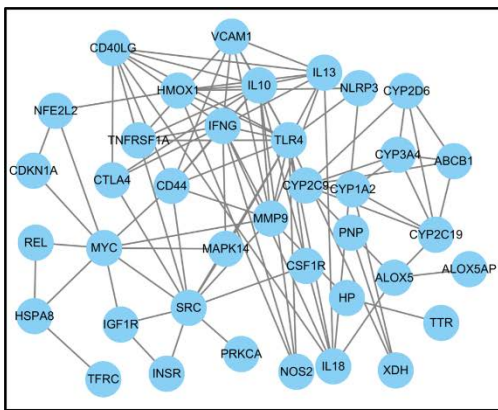 VCAM1
CD40LG
IL13
IL10
HMOX1
NLRP3
CYP2D6
NFE2L2
IFNG
TNFRSF1A
TLR4
CYP3A4
ABCB1
CDKN1A
CTLA4
CD44
CYP2C9
CYP1A2
MMP9
PNP
CYP2C19
REL
MYC
MAPK14
CSF1R
ALOX5
ALOX5AP
HP
HSPA8
IGF1R
SRC
TTR
PRKCA
TFRC
INSR
NOS2
IL18
XDH